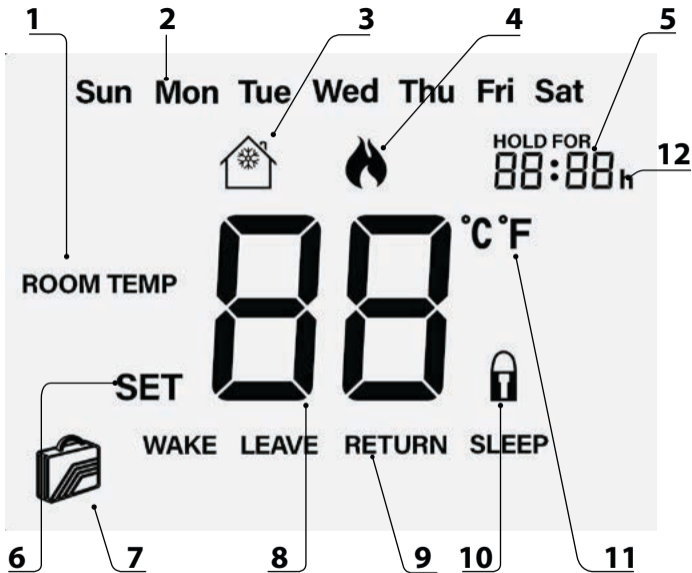 1 2 3 4 5
Sun Mon Tue Wed Thu Fri Sat
HOLD FOR
88:88h 12
88 °C °F
ROOM TEMP
SET
WAKE LEAVE RETURN SLEEP
6 7 8 9 10 11